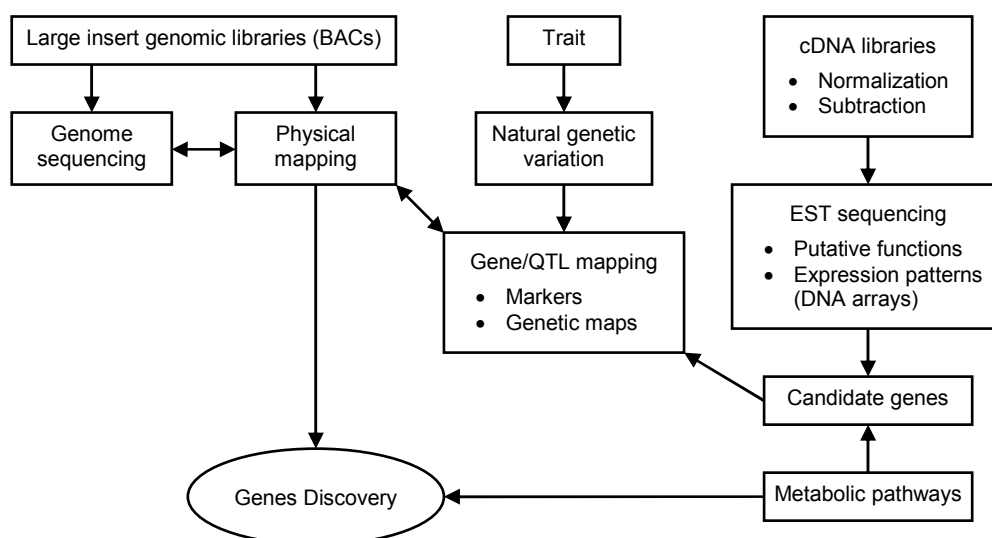 Large insert genomic libraries (BACs)
Trait
cDNA libraries
• Normalization
• Subtraction
Genome
sequencing
Physical
mapping
Natural genetic
variation
EST sequencing
• Putative functions
• Expression patterns
(DNA arrays)
Gene/QTL mapping
• Markers
• Genetic maps
Candidate genes
Genes Discovery
Metabolic pathways